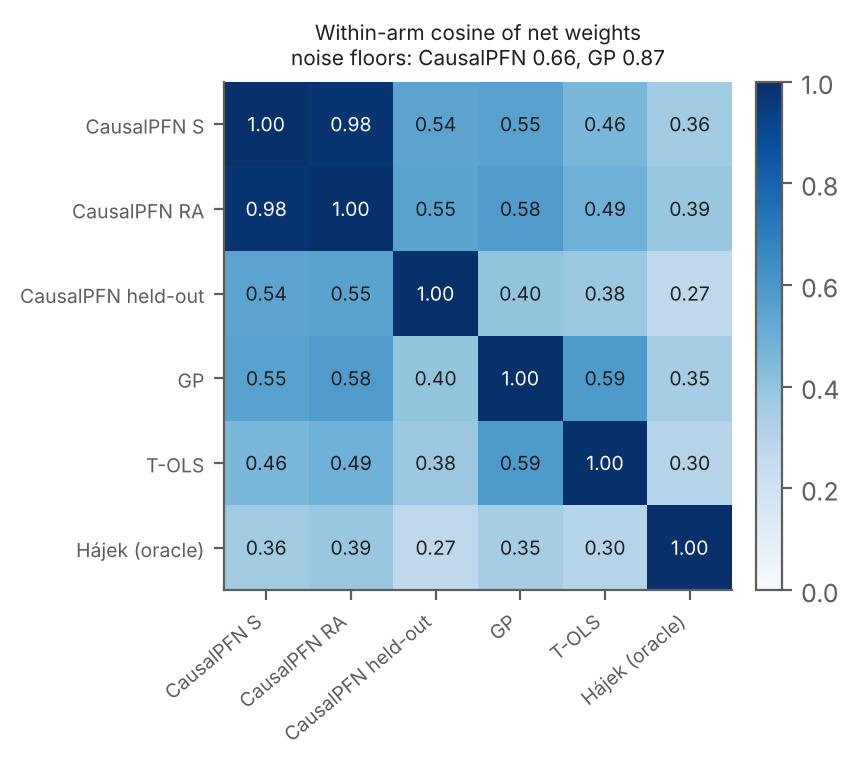 Within-arm cosine of net weights
noise floors: CausalPFN 0.66, GP 0.87
CausalPFN S 1.00 0.98 0.54 0.55 0.46 0.36
CausalPFN RA 0.98 1.00 0.55 0.58 0.49 0.39
CausalPFN held-out 0.54 0.55 1.00 0.40 0.38 0.27
GP 0.55 0.58 0.40 1.00 0.59 0.35
T-OLS 0.46 0.49 0.38 0.59 1.00 0.30
Hájek (oracle) 0.36 0.39 0.27 0.35 0.30 1.00
CausalPFN S
CausalPFN RA
CausalPFN held-out
GP
T-OLS
Hájek (oracle)
1.0
0.8
0.6
0.4
0.2
0.0